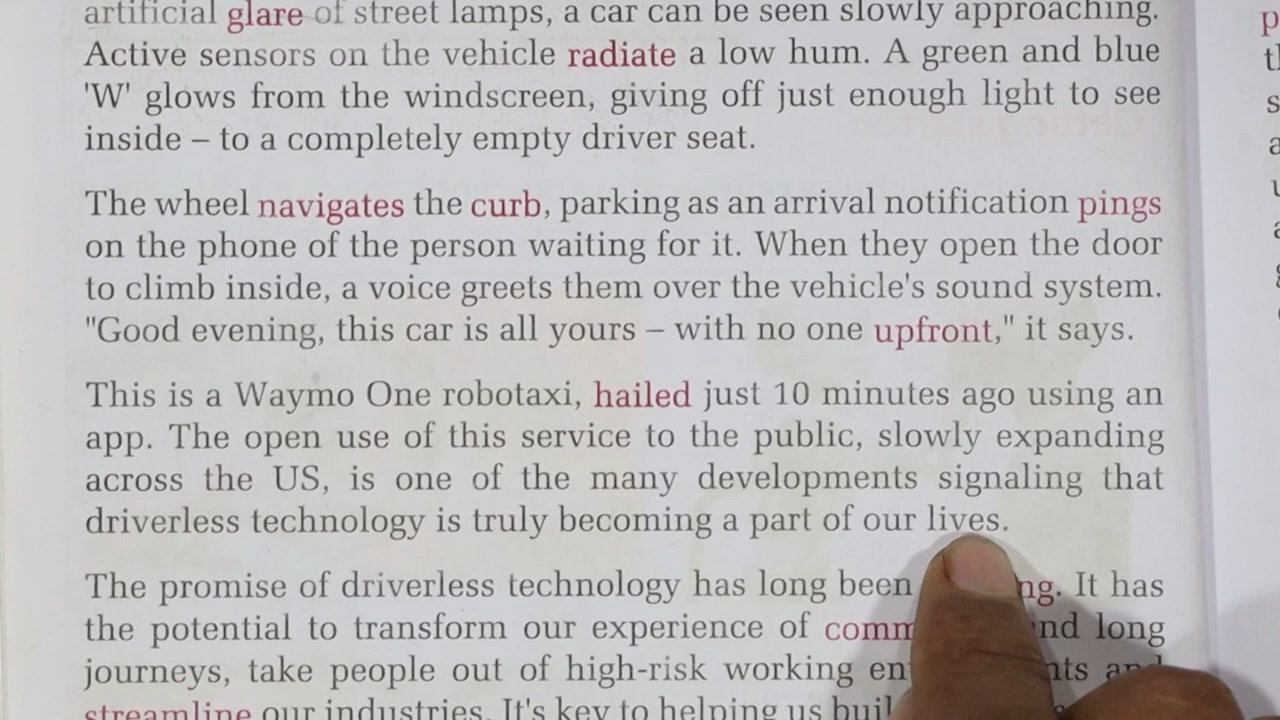 artificial glare of street lamps, a car can be seen slowly approaching.
Active sensors on the vehicle radiate a low hum. A green and blue
'W' glows from the windscreen, giving off just enough light to see
inside – to a completely empty driver seat.
The wheel navigates the curb, parking as an arrival notification pings
on the phone of the person waiting for it. When they open the door
to climb inside, a voice greets them over the vehicle's sound system.
"Good evening, this car is all yours – with no one upfront," it says.
This is a Waymo One robotaxi, hailed just 10 minutes ago using an
app. The open use of this service to the public, slowly expanding
across the US, is one of the many developments signaling that
driverless technology is truly becoming a part of our lives.
The promise of driverless technology has long been It has
the potential to transform our experience of long
journeys, take people out of high-risk working and
streamline our industries. It's key to helping us